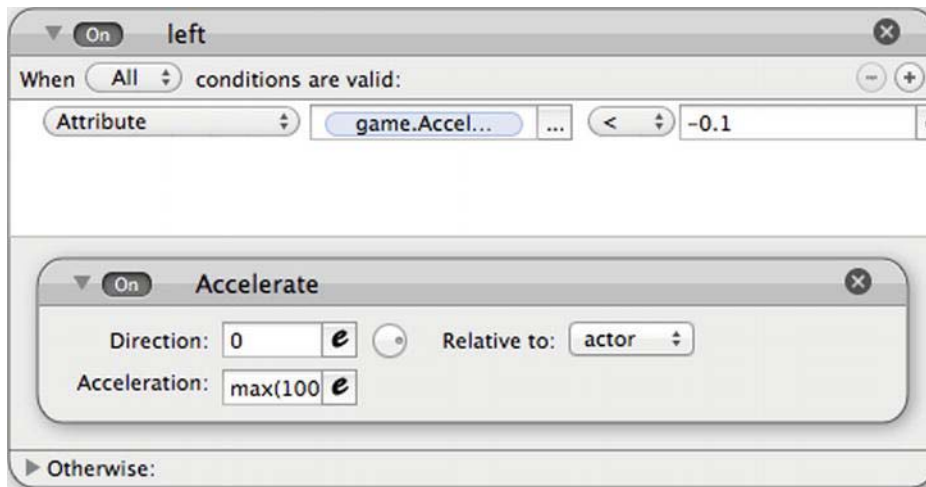 On left
When All conditions are valid:
Attribute game.Accel... ... < -0.1
On Accelerate
Direction: 0 e Relative to: actor
Acceleration: max(100 e
Otherwise: